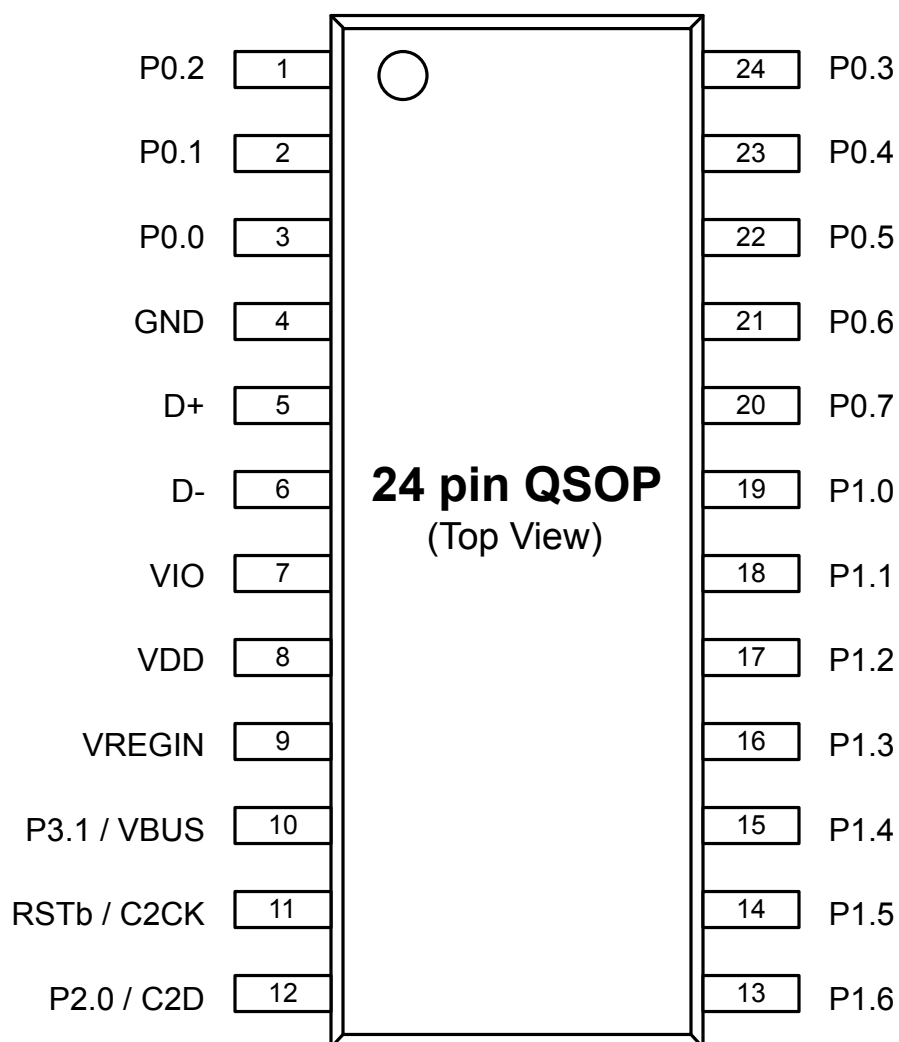 P0.2 1 24 P0.3
P0.1 2 23 P0.4
P0.0 3 22 P0.5
GND 4 21 P0.6
D+ 5 20 P0.7
D- 6 19 P1.0
24 pin QSOP
(Top View)
VIO 7 18 P1.1
VDD 8 17 P1.2
VREGIN 9 16 P1.3
P3.1 / VBUS 10 15 P1.4
RSTb / C2CK 11 14 P1.5
P2.0 / C2D 12 13 P1.6